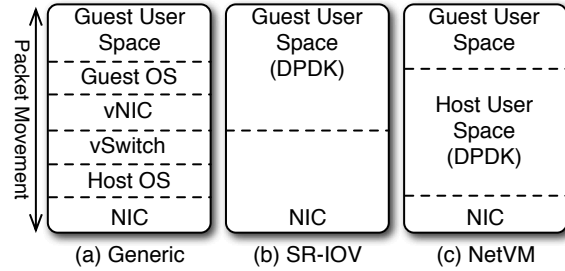 Packet Movement
Guest User
Space
Guest OS
vNIC
vSwitch
Host OS
NIC
(a) Generic
Guest User
Space
(DPDK)
NIC
(b) SR-IOV
Guest User
Space
Host User
Space
(DPDK)
NIC
(c) NetVM